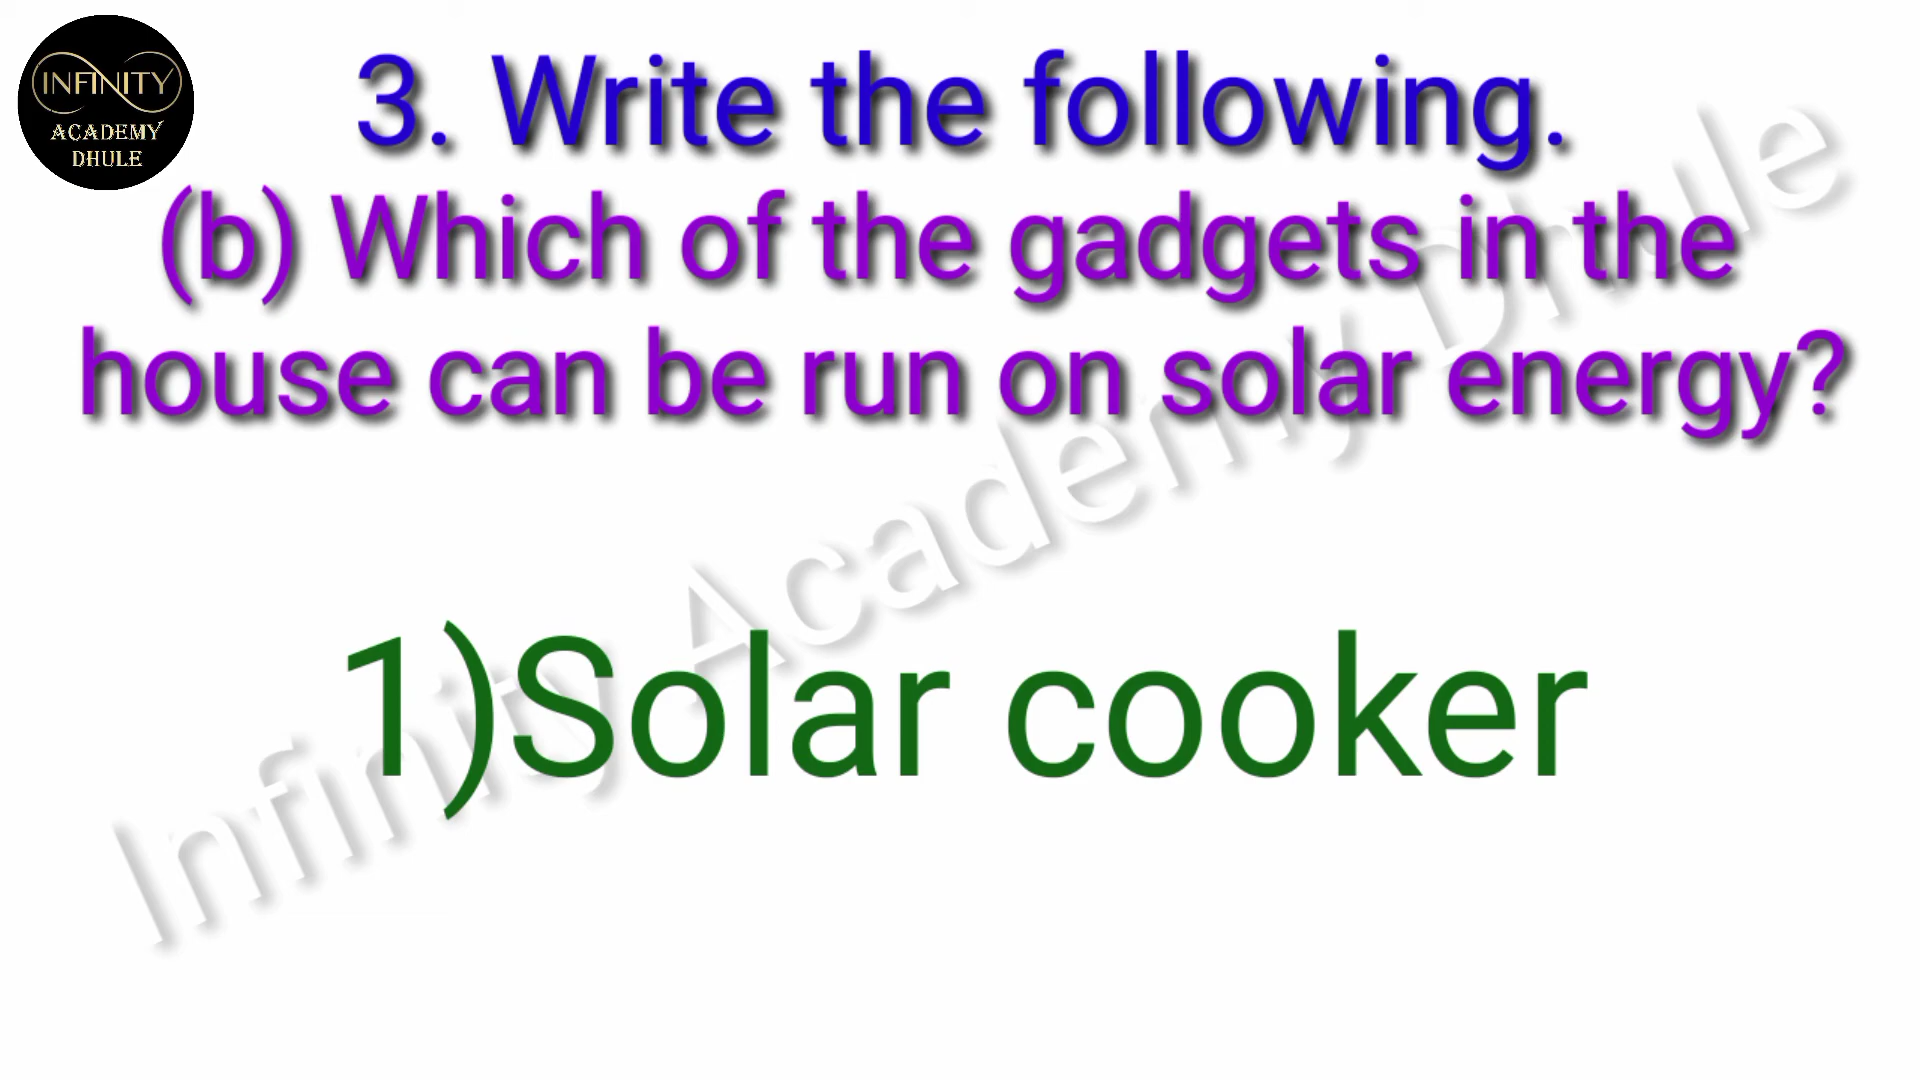 INFINITY
ACADEMY
DHULE
3. Write the following.
(b) Which of the gadgets in the
house can be run on solar energy?
1)Solar cooker
Infinity Academy Dhule